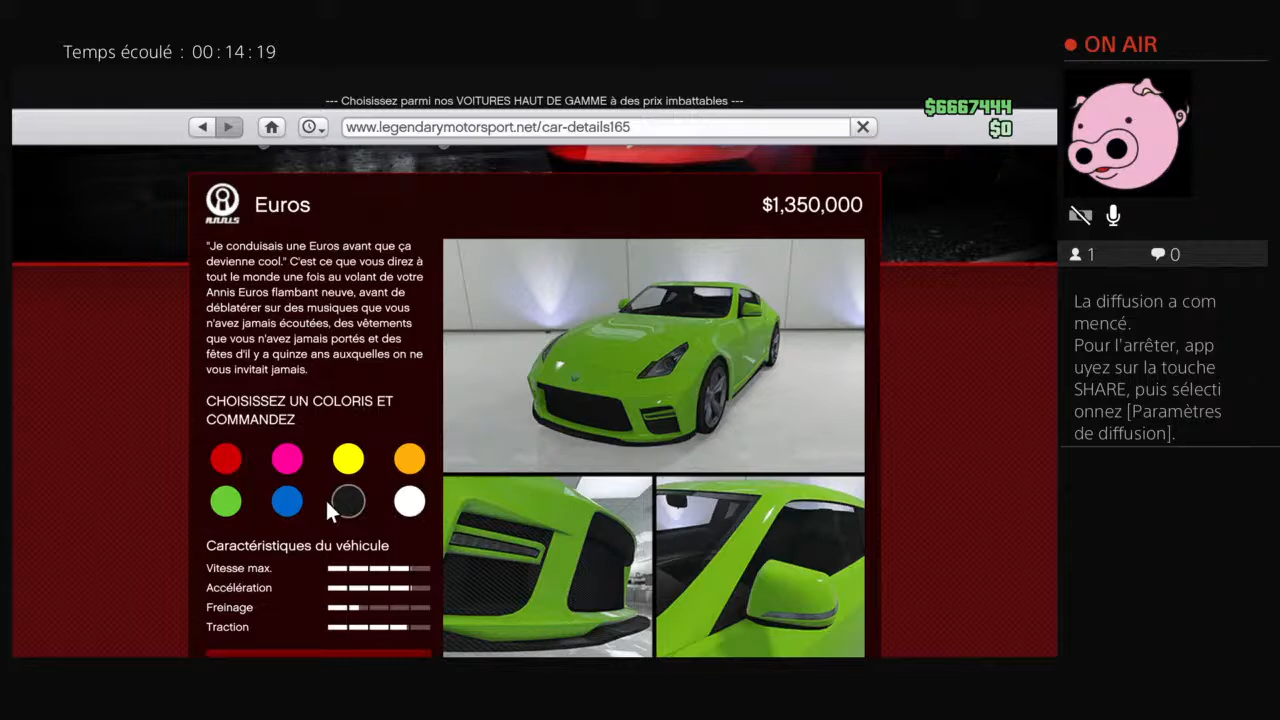 Temps écoulé : 00:14:19
ON AIR
--- Choisissez parmi nos VOITURES HAUT DE GAMME à des prix imbattables ---
$6667444
$0
www.legendarymotorsport.net/car-details165
ANNIS
Euros
$1,350,000
"Je conduisais une Euros avant que ça
devienne cool." C'est ce que vous direz à
tout le monde une fois au volant de votre
Annis Euros flambant neuve, avant de
déblatérer sur des musiques que vous
n'avez jamais écoutées, des vêtements
que vous n'avez jamais portés et des
fêtes d'il y a quinze ans auxquelles on ne
vous invitait jamais.
CHOISISSEZ UN COLORIS ET
COMMANDEZ
Caractéristiques du véhicule
Vitesse max.
Accélération
Freinage
Traction
1
0
La diffusion a com
mencé.
Pour l'arrêter, app
uyez sur la touche
SHARE, puis sélecti
onnez [Paramètres
de diffusion].